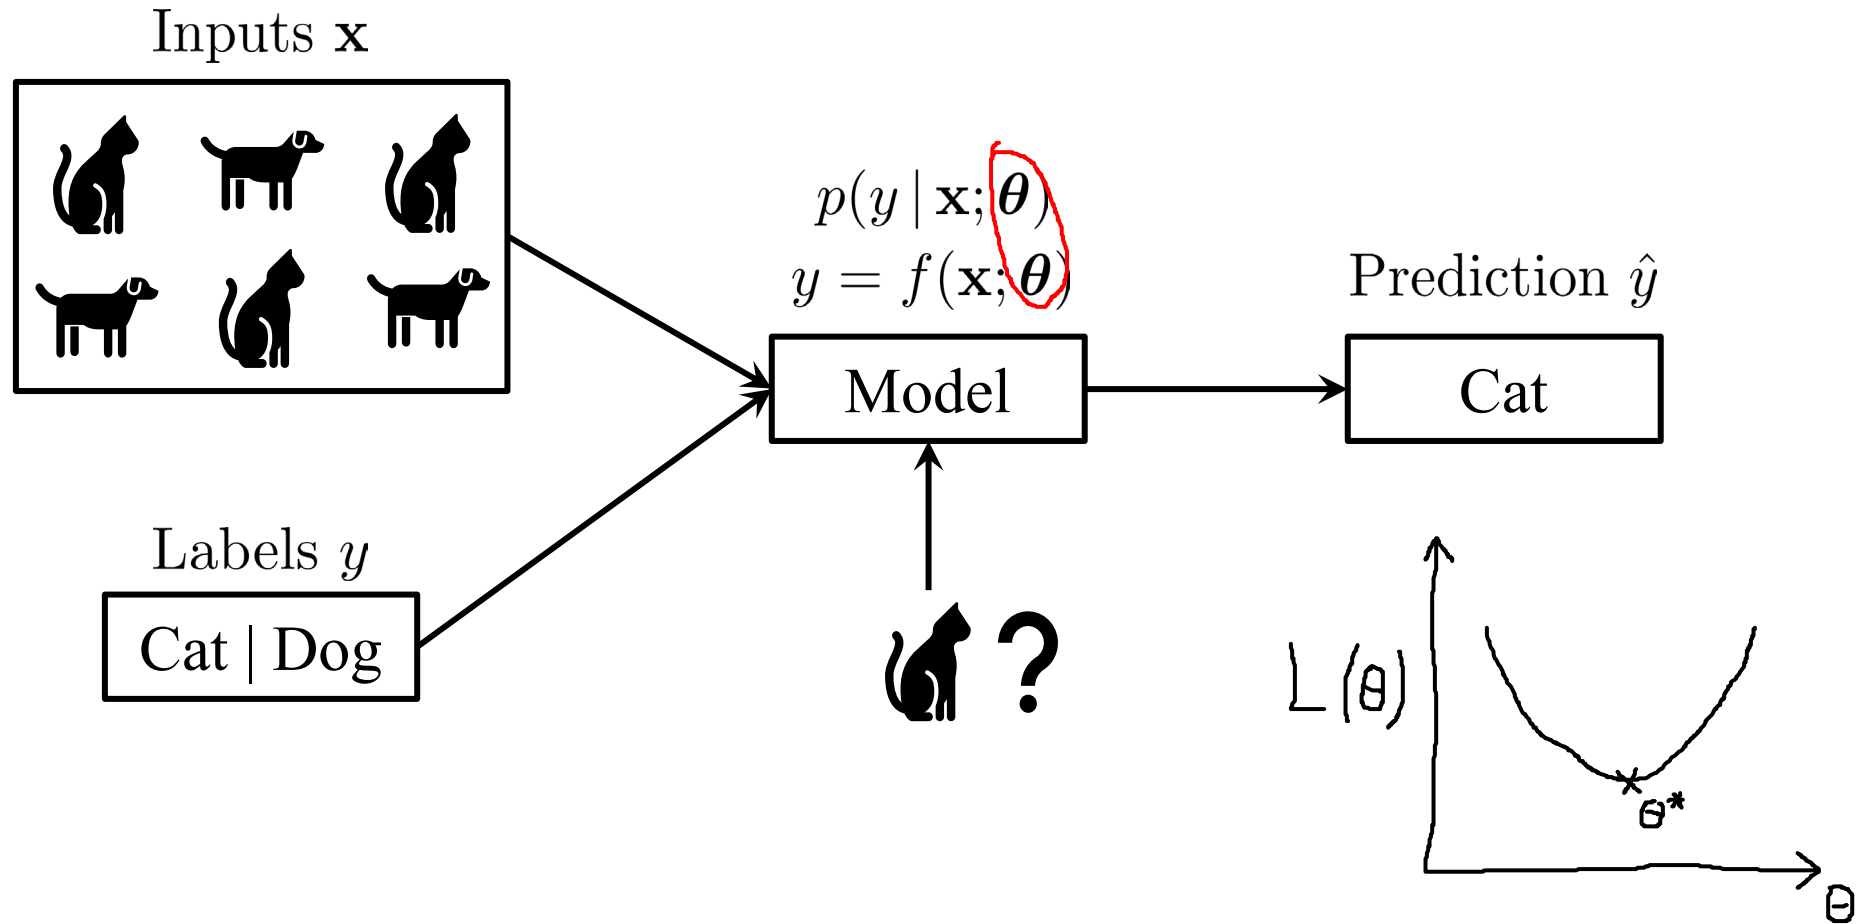 Inputs x
p(y | x; θ)
y = f(x; θ)
Model
Prediction ŷ
Cat
Labels y
Cat | Dog
?
L(θ)
θ*
θ